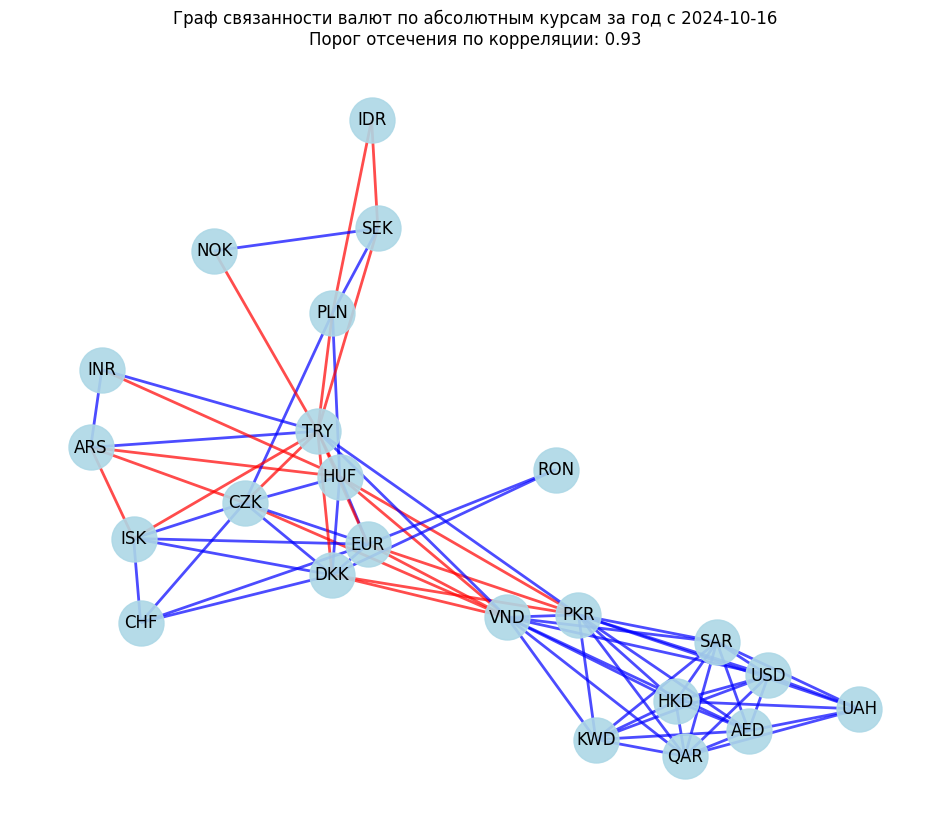 Граф связанности валют по абсолютным курсам за год с 2024-10-16
Порог отсечения по корреляции: 0.93
IDR
SEK
NOK
PLN
INR
TRY
ARS
RON
HUF
CZK
ISK
EUR
DKK
PKR
VND
CHF
SAR
USD
HKD
UAH
AED
KWD
QAR